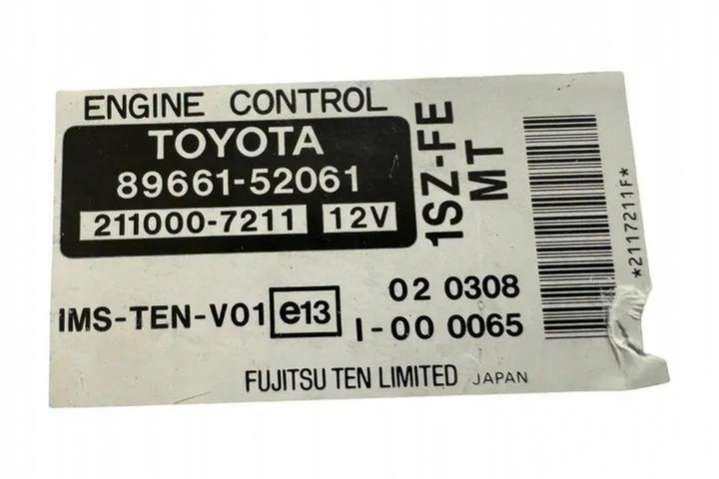 ENGINE CONTROL
TOYOTA
89661-52061
211000-7211 12V
1SZ-FE
MT
*2117211F*
IMS-TEN-V01 e13
02 0308
I-00 0065
FUJITSU TEN LIMITED JAPAN